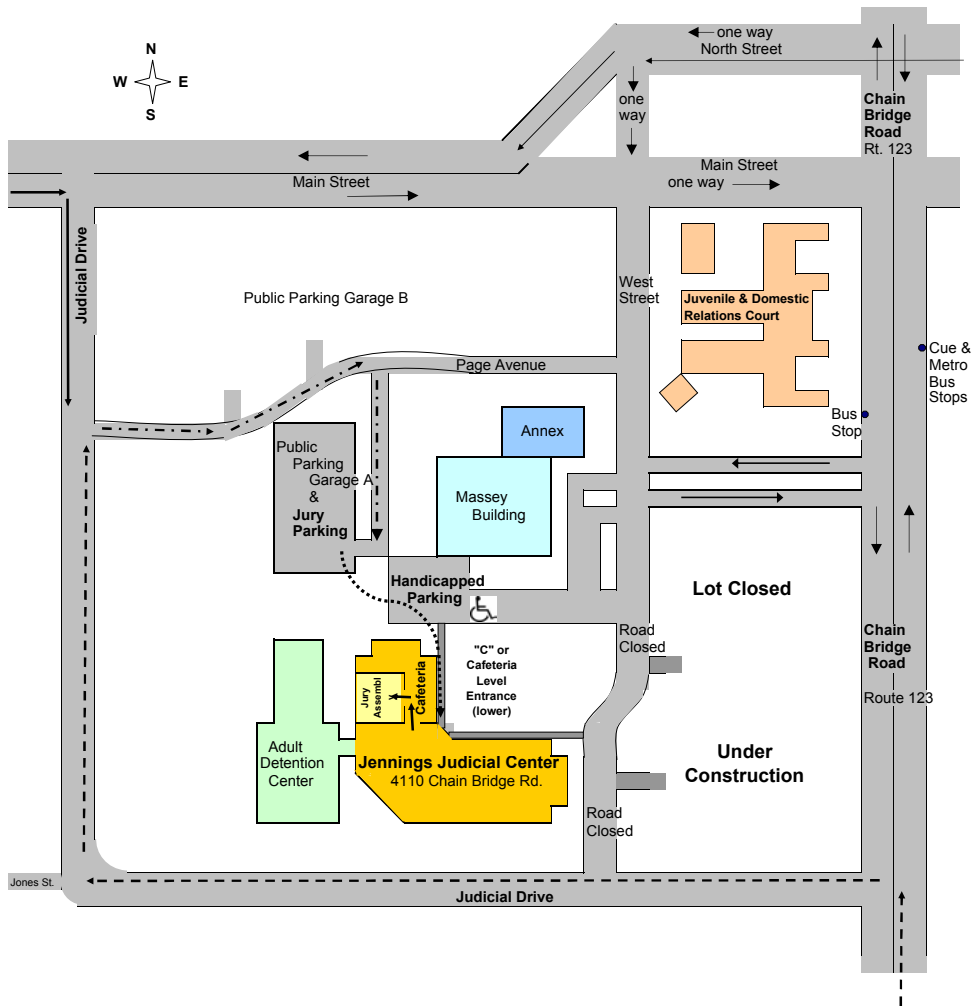 one way
North Street
N
W E
S
one
way
Chain
Bridge
Road
Rt. 123
Main Street
one way
Main Street
Judicial Drive
West
Street
Public Parking Garage B
Juvenile & Domestic
Relations Court
Cue &
Metro
Bus
Stops
Page Avenue
Bus
Stop
Annex
Public
Parking
Garage A
&
Jury
Parking
Massey
Building
Handicapped
Parking
Lot Closed
Road
Closed
Chain
Bridge
Road
Route 123
"C" or
Cafeteria
Level
Entrance
(lower)
Jury
Assembl
Cafeteria
Adult
Detention
Center
Jennings Judicial Center
4110 Chain Bridge Rd.
Under
Construction
Road
Closed
Jones St.
Judicial Drive